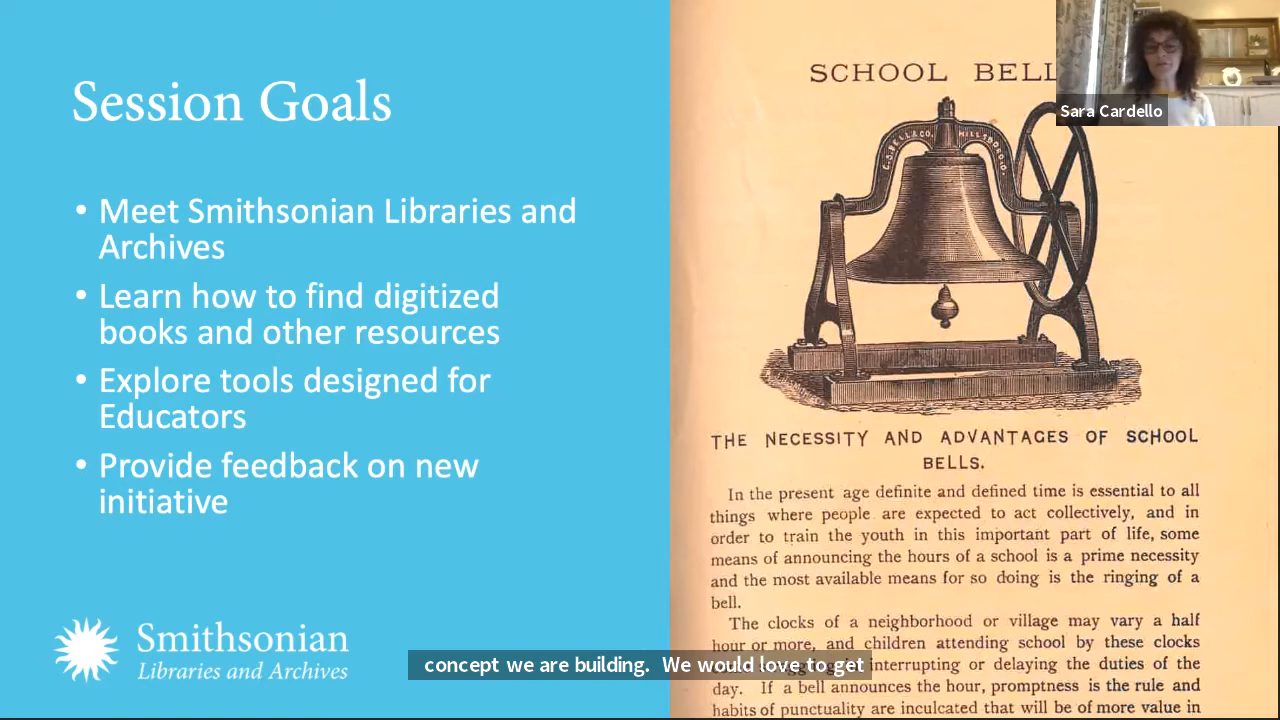 Session Goals
• Meet Smithsonian Libraries and
Archives
• Learn how to find digitized
books and other resources
• Explore tools designed for
Educators
• Provide feedback on new
initiative
Smithsonian
Libraries and Archives
SCHOOL BELL
Sara Cardello
C.S. BELL & CO. HILLSBORO, O.
THE NECESSITY AND ADVANTAGES OF SCHOOL
BELLS.
In the present age definite and defined time is essential to all
things where people are expected to act collectively, and in
order to train the youth in this important part of life, some
means of announcing the hours of a school is a prime necessity
and the most available means for so doing is the ringing of a
bell.
The clocks of a neighborhood or village may vary a half
hour or more, and children attending school by these clocks
interrupting or delaying the duties of the
day. If a bell announces the hour, promptness is the rule and
habits of punctuality are inculcated that will be of more value in
concept we are building. We would love to get